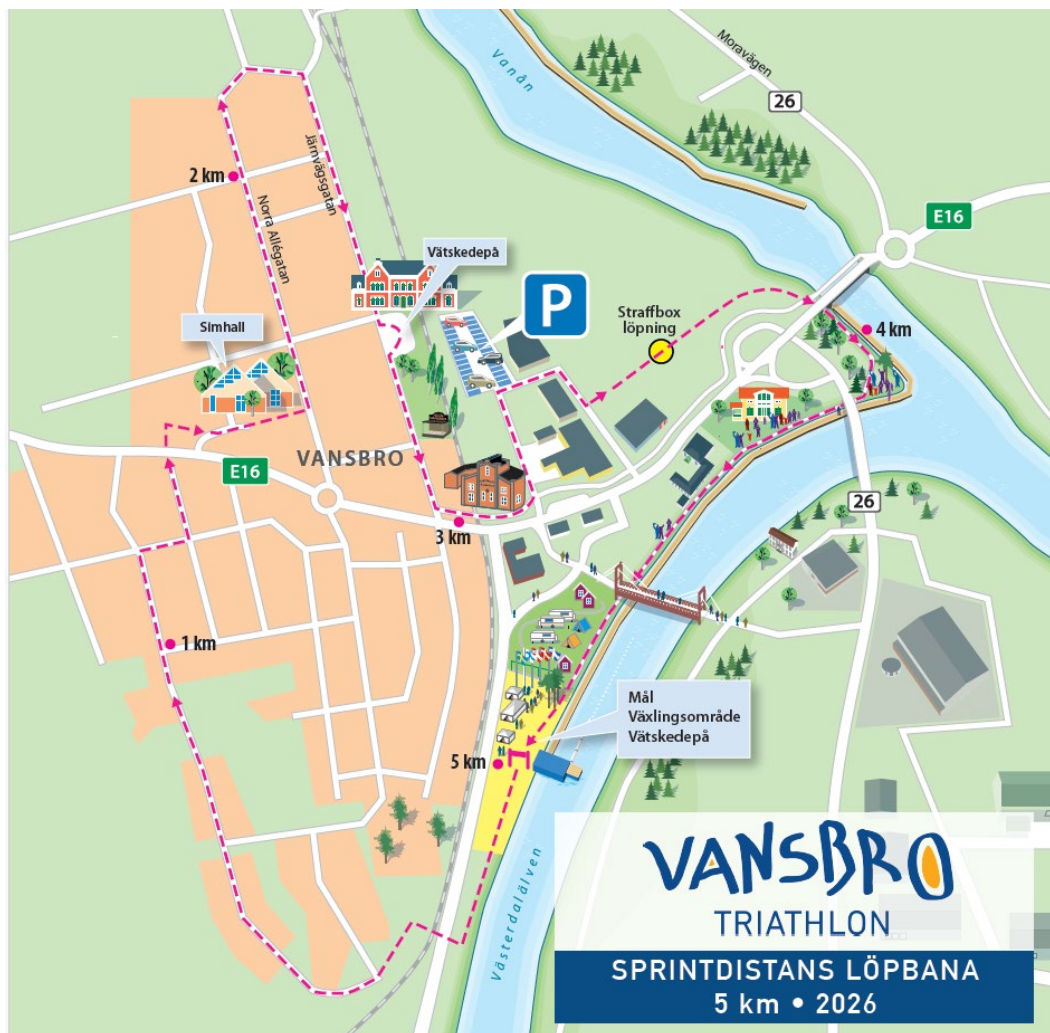 Vanån
Moravägen
26
E16
Järnvägsgatan
2 km
Norra Allégatan
Vätskedepå
P
Straffbox
löpning
4 km
Simhall
VANSBRO
E16
26
3 km
1 km
Mål
Växlingsområde
Vätskedepå
5 km
Västerdalälven
VANSBRO
TRIATHLON
SPRINTDISTANS LÖPBANA
5 km • 2026